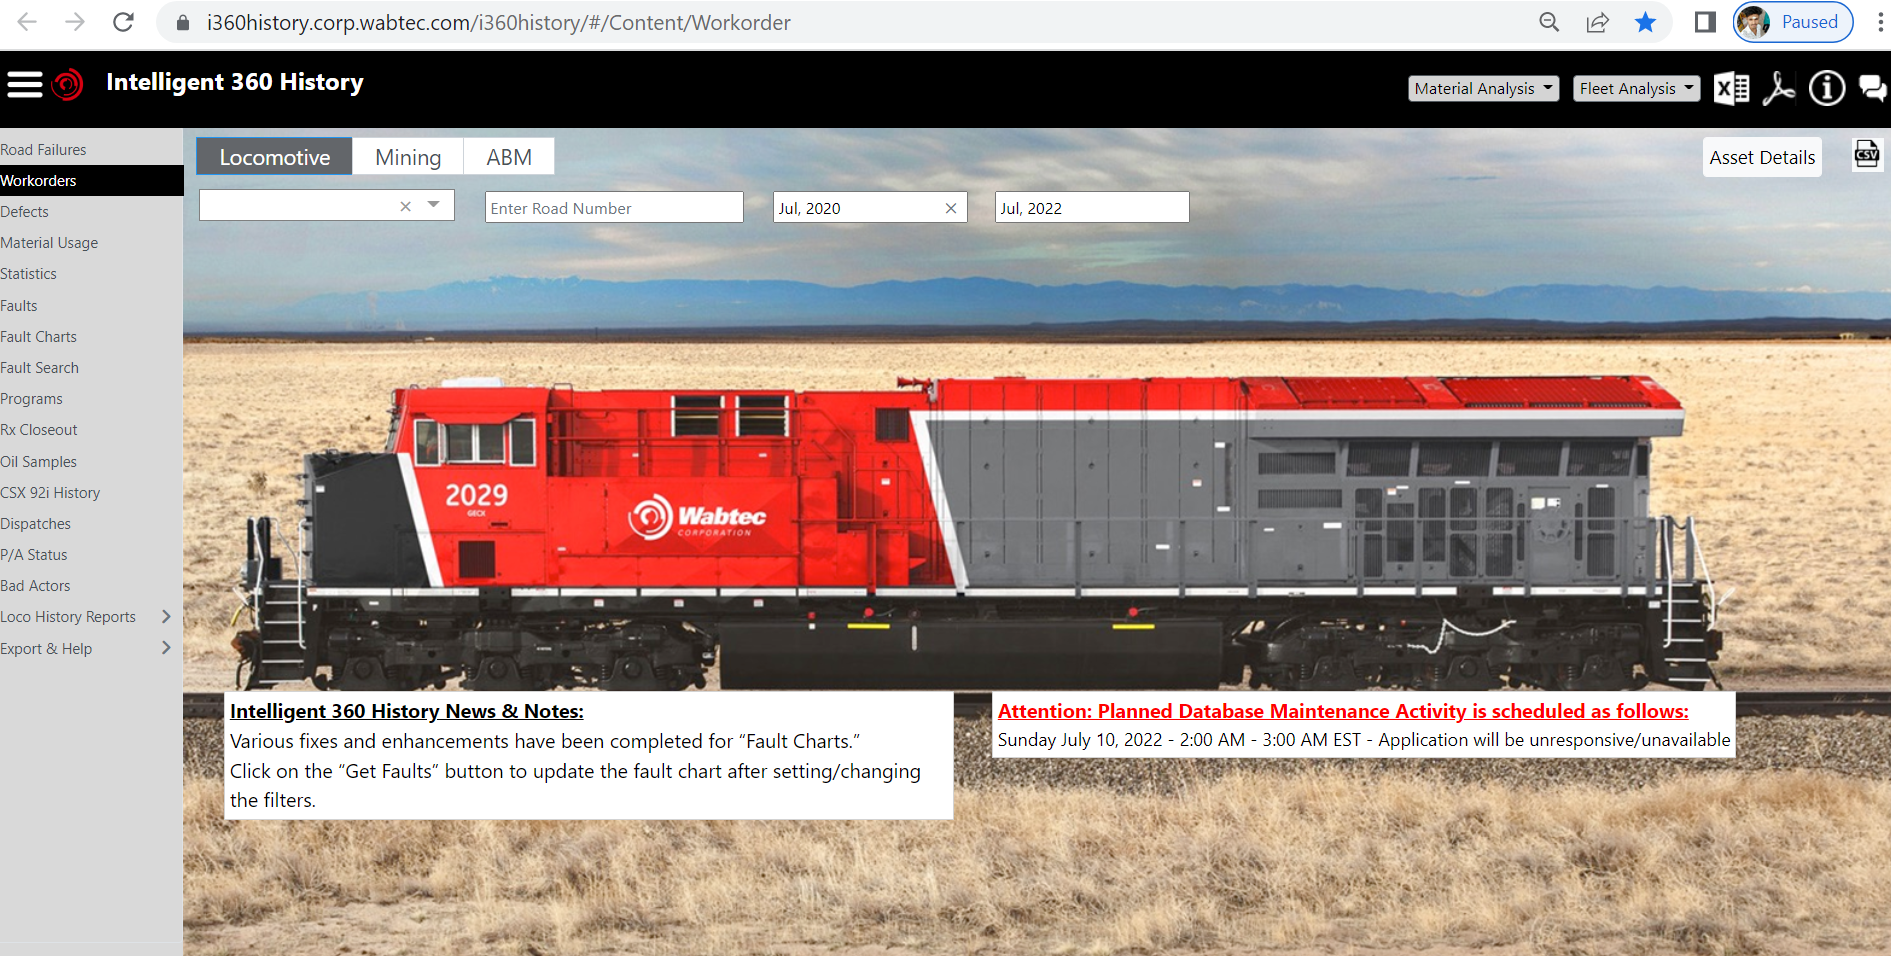 i360history.corp.wabtec.com/i360history/#/Content/Workorder
Paused
Intelligent 360 History
Material Analysis
Fleet Analysis
Road Failures
Workorders
Defects
Material Usage
Statistics
Faults
Fault Charts
Fault Search
Programs
Rx Closeout
Oil Samples
CSX 92i History
Dispatches
P/A Status
Bad Actors
Loco History Reports
Export & Help
Locomotive Mining ABM
Asset Details
CSV
Enter Road Number
Jul, 2020
Jul, 2022
2029
GECX
Wabtec
CORPORATION
Intelligent 360 History News & Notes:
Various fixes and enhancements have been completed for “Fault Charts.”
Click on the “Get Faults” button to update the fault chart after setting/changing
the filters.
Attention: Planned Database Maintenance Activity is scheduled as follows:
Sunday July 10, 2022 - 2:00 AM - 3:00 AM EST - Application will be unresponsive/unavailable